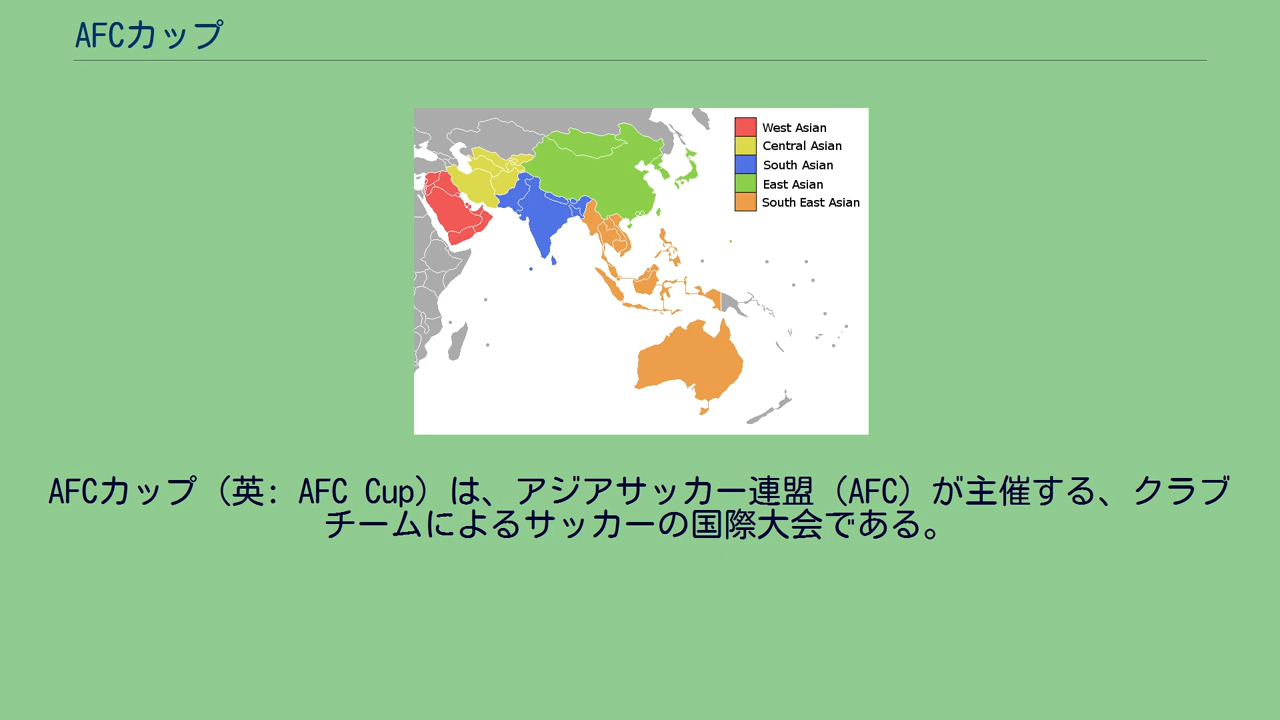 AFCカップ
West Asian
Central Asian
South Asian
East Asian
South East Asian
AFCカップ（英: AFC Cup）は、アジアサッカー連盟（AFC）が主催する、クラブ
チームによるサッカーの国際大会である。